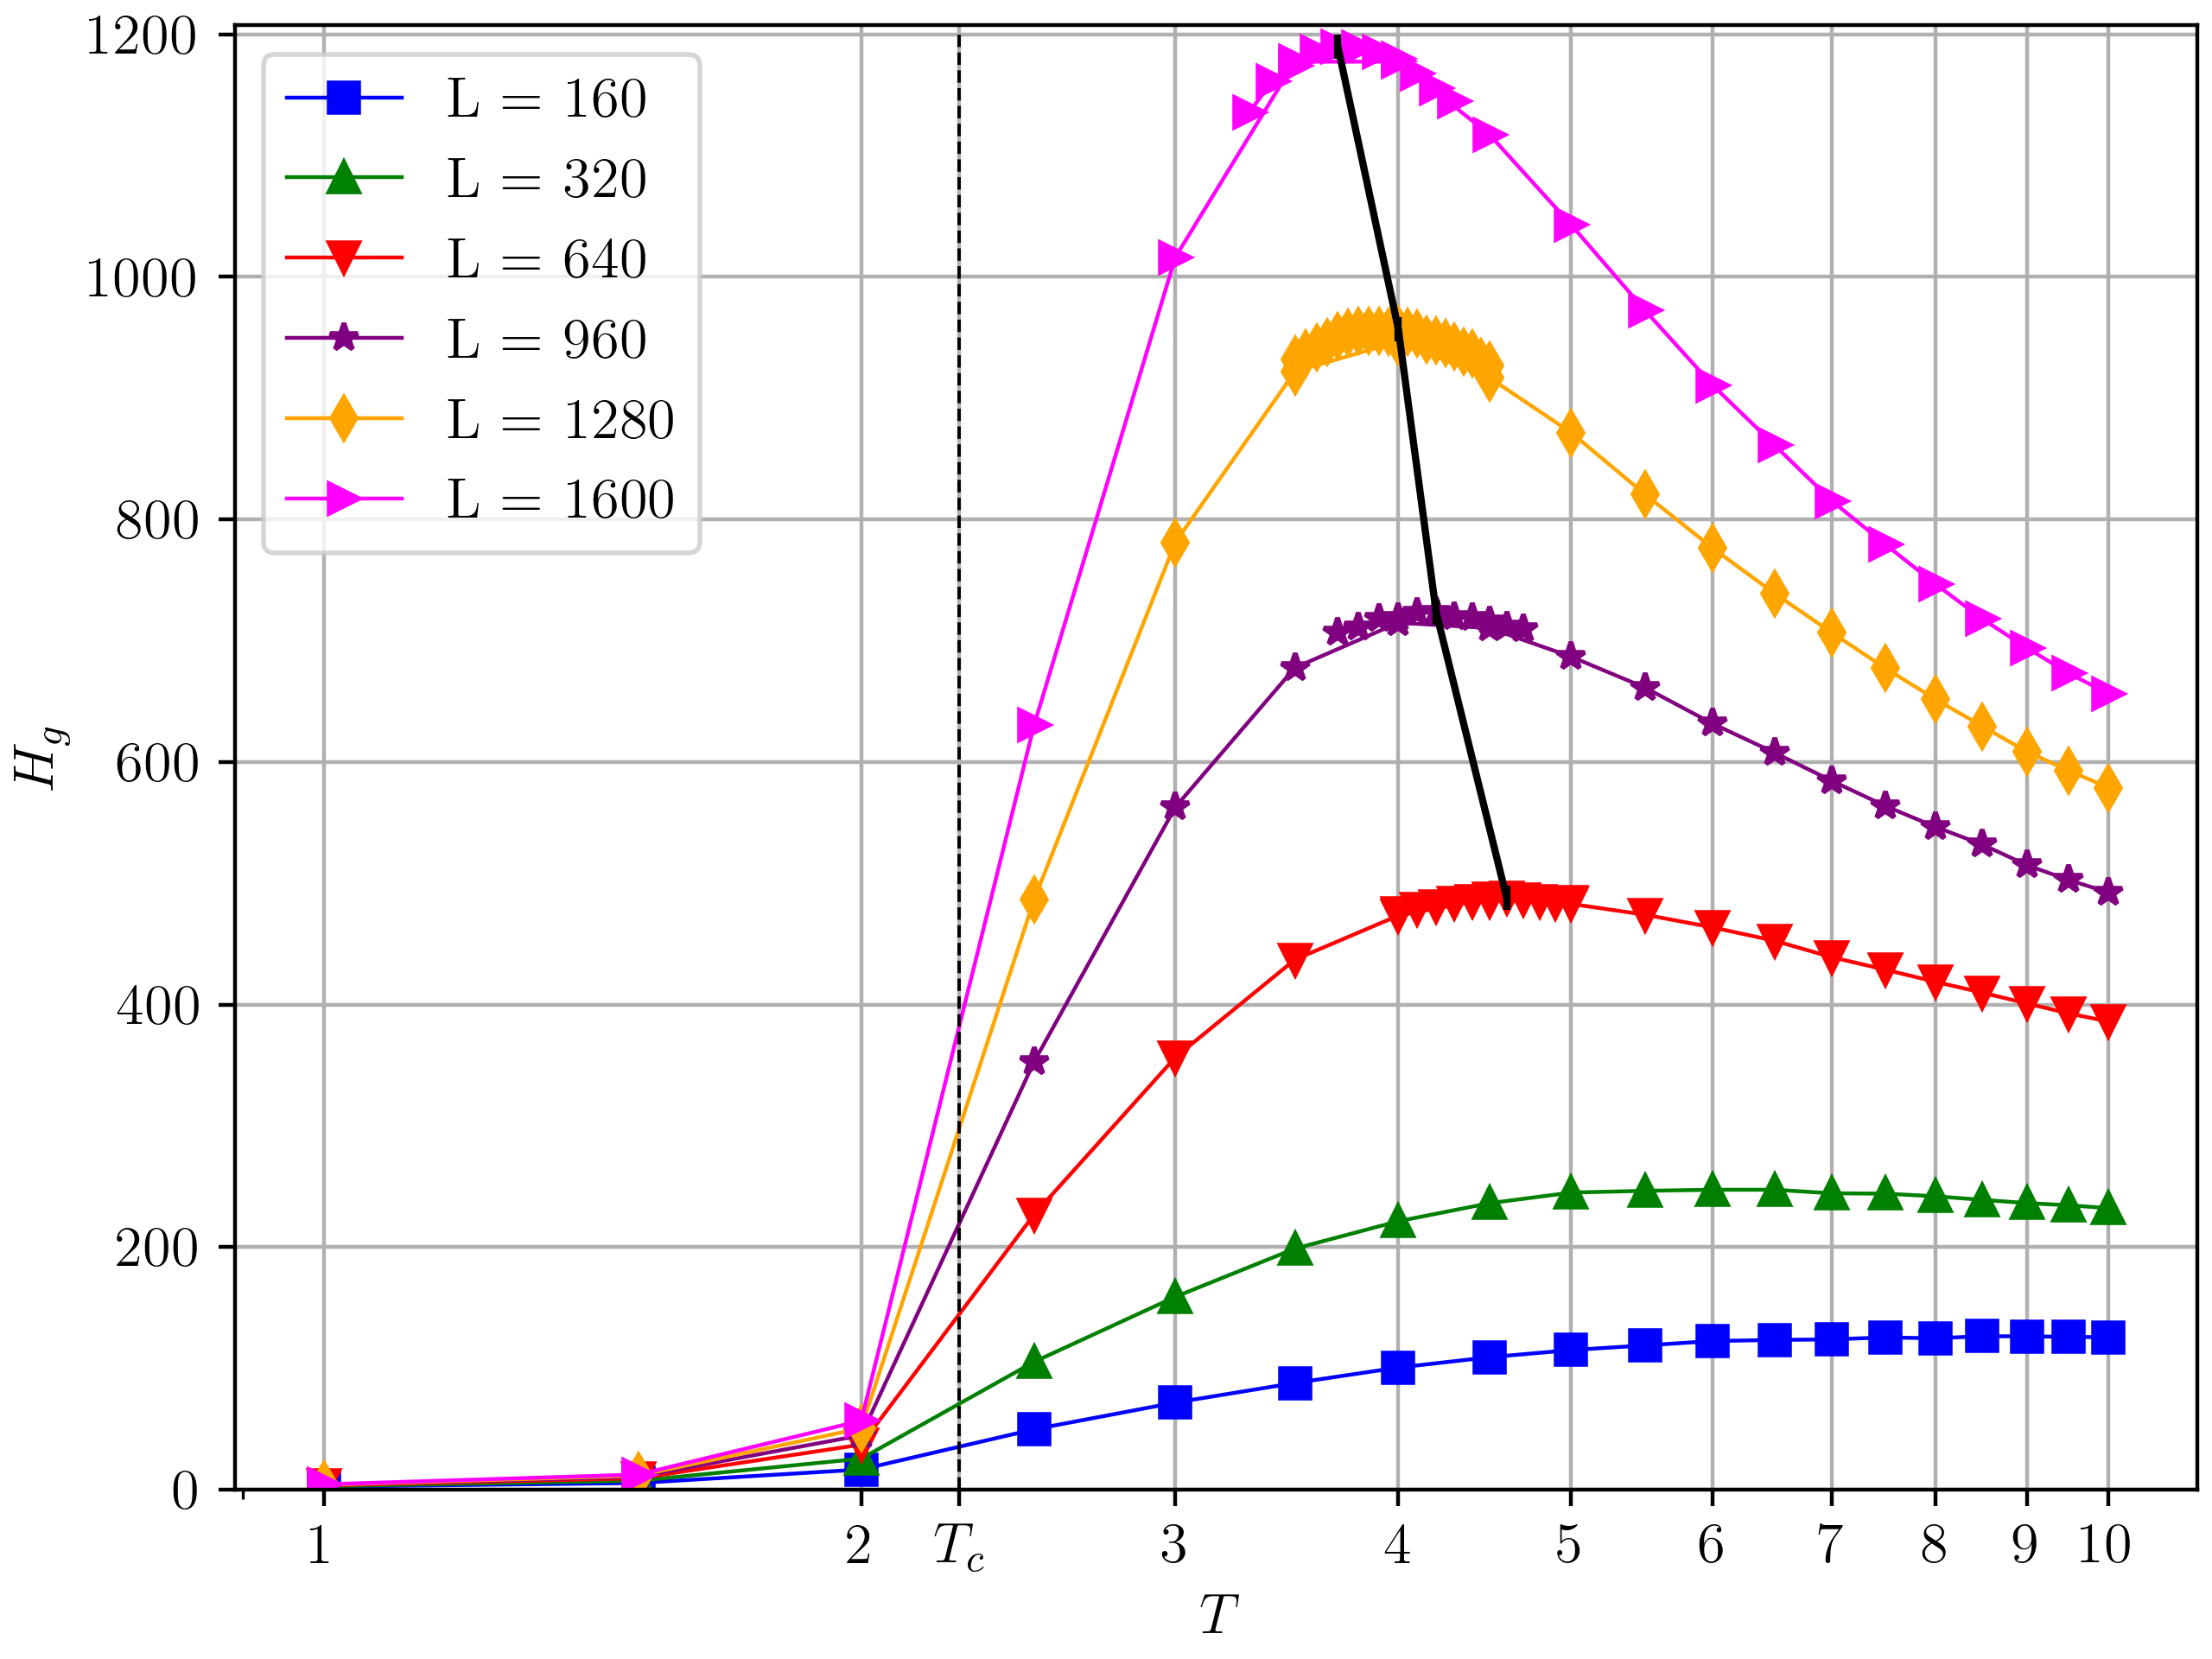 1200
1000
800
600
400
200
0
H_g
L = 160
L = 320
L = 640
L = 960
L = 1280
L = 1600
1 2 T_c 3 4 5 6 7 8 9 10
T